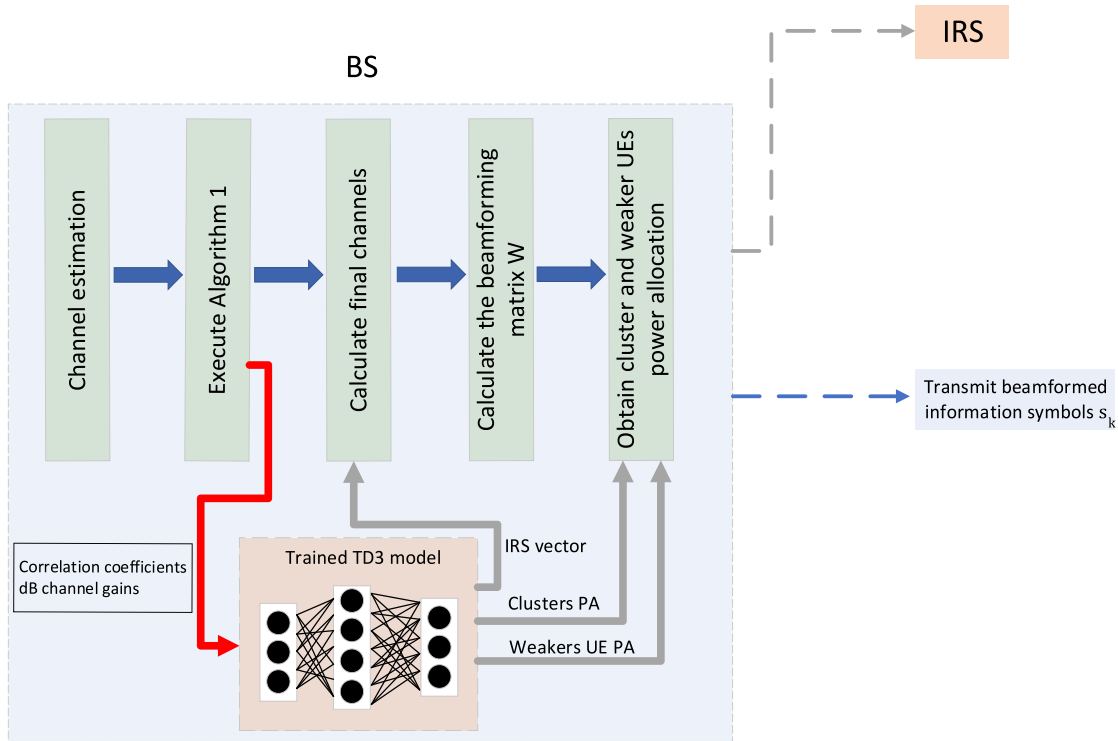 IRS
BS
Channel estimation
Execute Algorithm 1
Calculate final channels
Calculate the beamforming
matrix W
Obtain cluster and weaker UEs
power allocation
Transmit beamformed
information symbols sₖ
Correlation coefficients
dB channel gains
Trained TD3 model
IRS vector
Clusters PA
Weakers UE PA